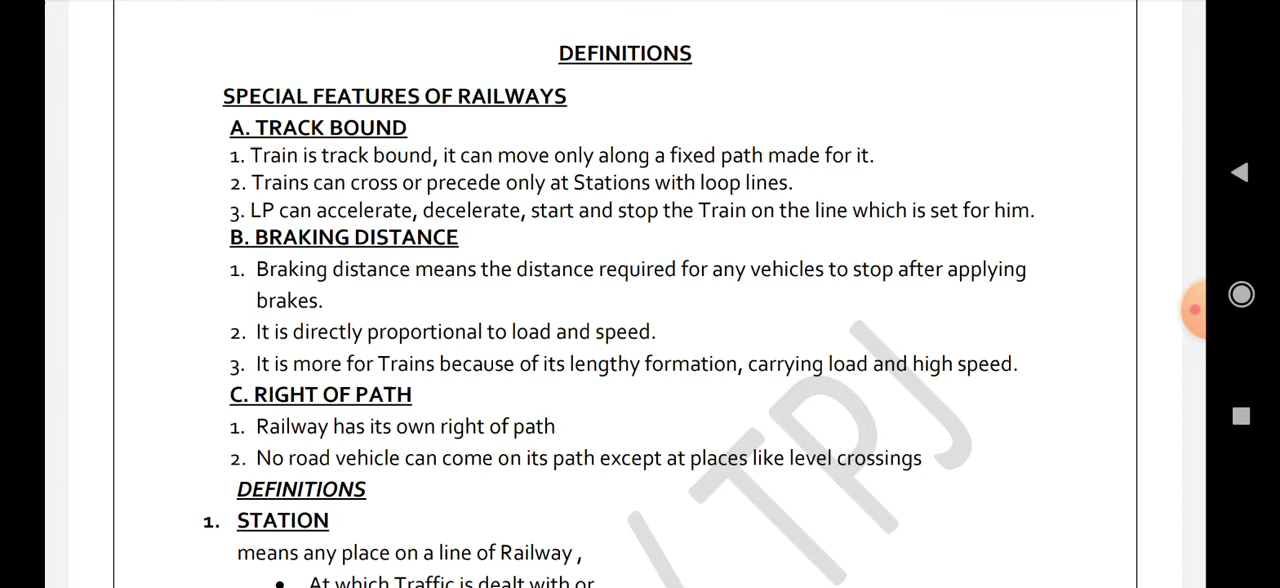 DEFINITIONS
SPECIAL FEATURES OF RAILWAYS
A. TRACK BOUND
1. Train is track bound, it can move only along a fixed path made for it.
2. Trains can cross or precede only at Stations with loop lines.
3. LP can accelerate, decelerate, start and stop the Train on the line which is set for him.
B. BRAKING DISTANCE
1. Braking distance means the distance required for any vehicles to stop after applying
brakes.
2. It is directly proportional to load and speed.
3. It is more for Trains because of its lengthy formation, carrying load and high speed.
C. RIGHT OF PATH
1. Railway has its own right of path
2. No road vehicle can come on its path except at places like level crossings
DEFINITIONS
1. STATION
means any place on a line of Railway ,
• At which Traffic is dealt with or
/ TPJ